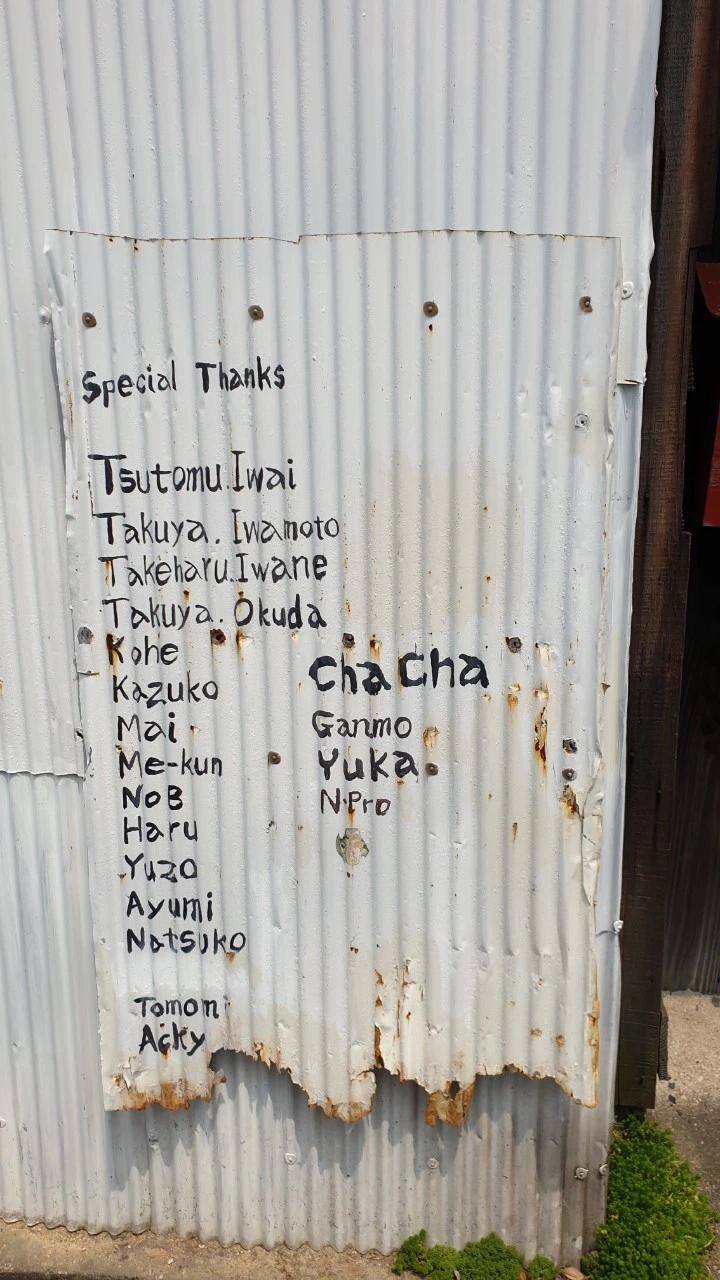 Special Thanks
Tsutomu.Iwai
Takuya. Iwamoto
Takeharu.Iwane
Takuya. Okuda
Kohe
Kazuko
Mai
Me-kun
NoB
Haru
Yuzo
Ayumi
Natsuko
Tomomi
Acky
ChaCha
Ganmo
Yuka
N·Pro